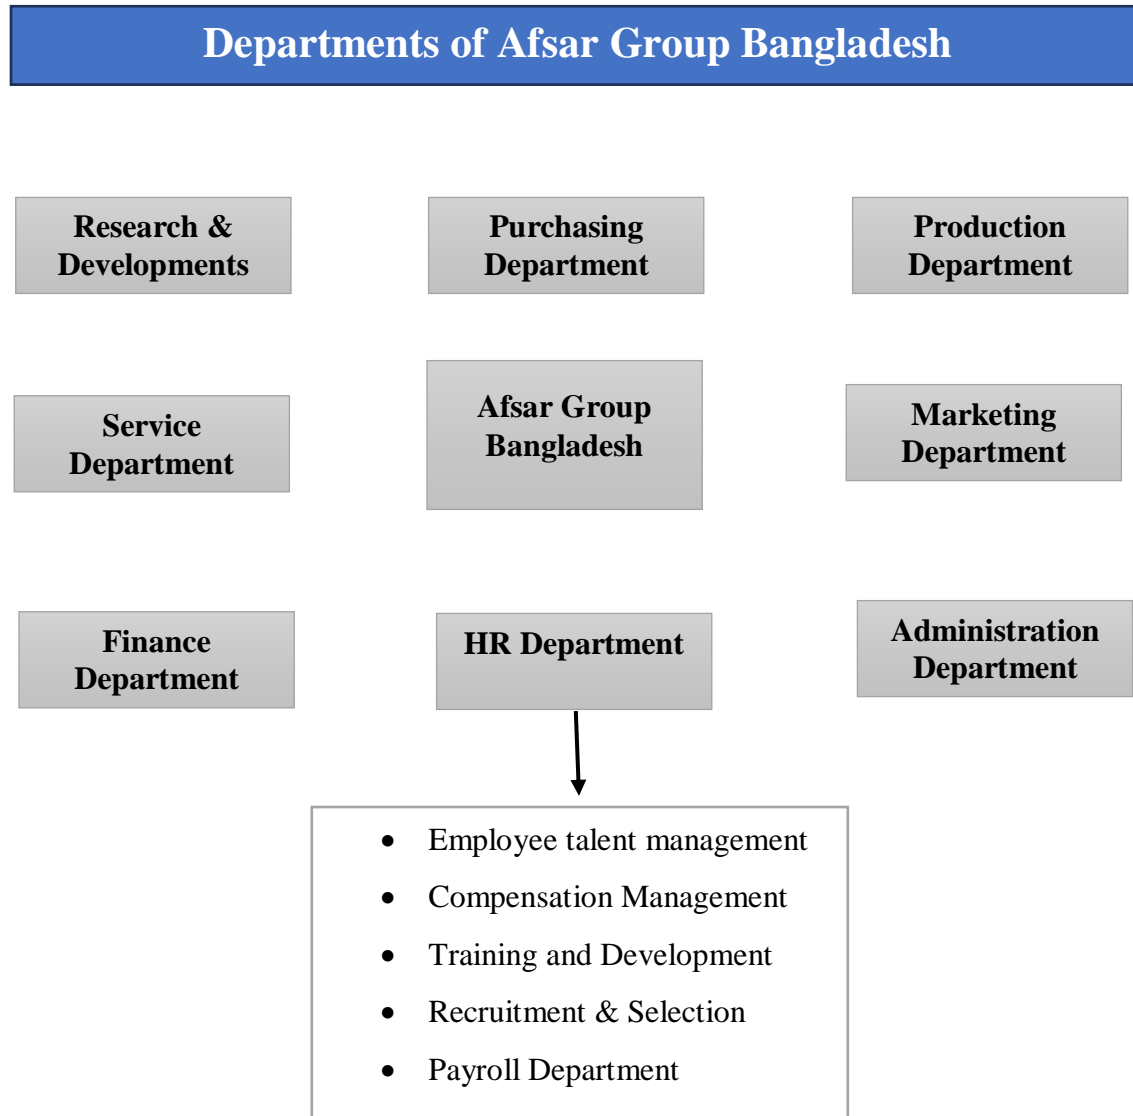 Departments of Afsar Group Bangladesh
Research &
Developments
Purchasing
Department
Production
Department
Service
Department
Afsar Group
Bangladesh
Marketing
Department
Finance
Department
HR Department
Administration
Department
• Employee talent management
• Compensation Management
• Training and Development
• Recruitment & Selection
• Payroll Department